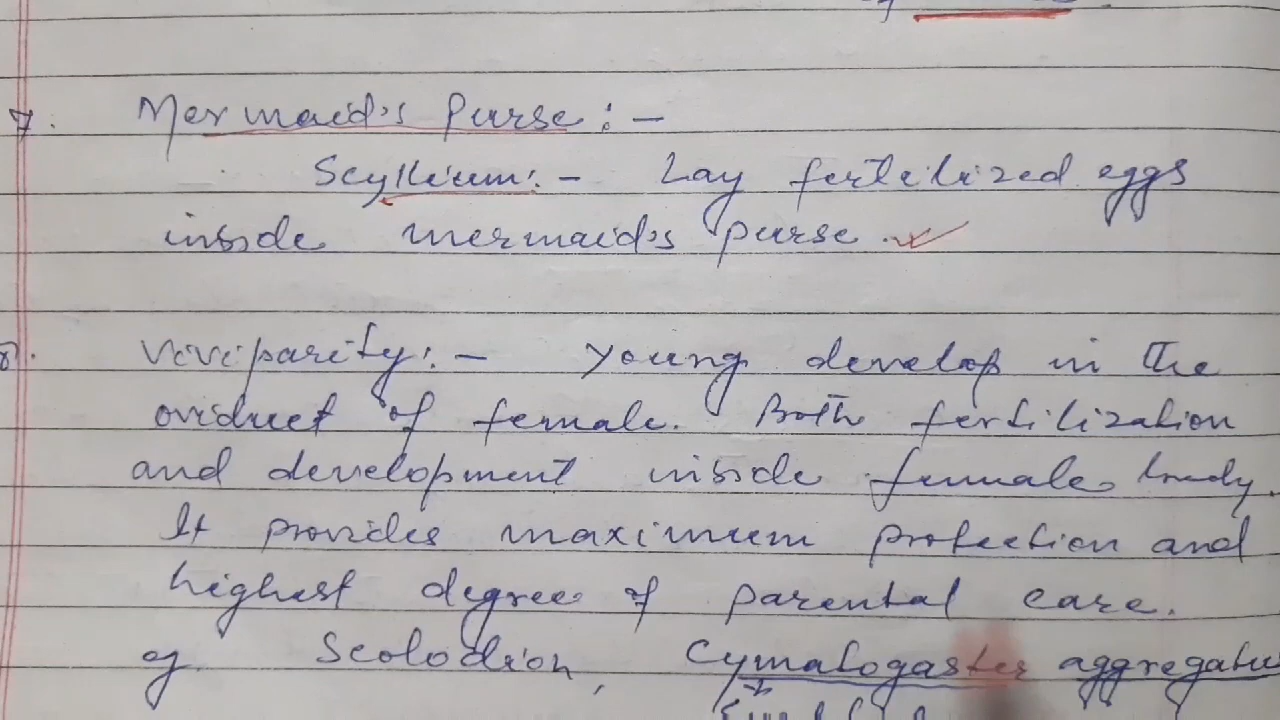 7. Mermaid's Purse :-
Scyllium :- Lay fertilized eggs
inside mermaid's purse.
8. Viviparity :- Young develop in the
oviduct of female. Both fertilization
and development inside female body.
It provides maximum protection and
highest degree of parental care.
eg. Scolodion, Cymatogaster aggregatu